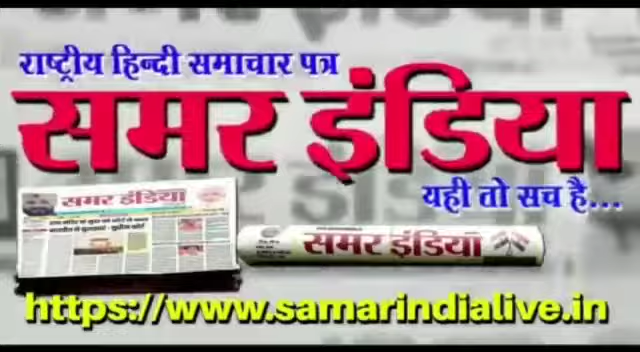 राष्ट्रीय हिन्दी समाचार पत्र
समर इंडिया
यही तो सच है...
समर इंडिया
समर इंडिया
https://www.samarindialive.in